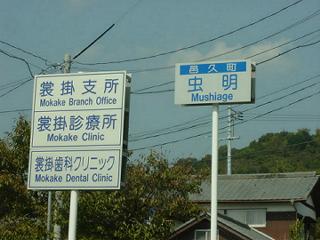 裳掛支所
Mokake Branch Office
裳掛診療所
Mokake Clinic
裳掛歯科クリニック
Mokake Dental Clinic
邑久町
虫明
Mushiage